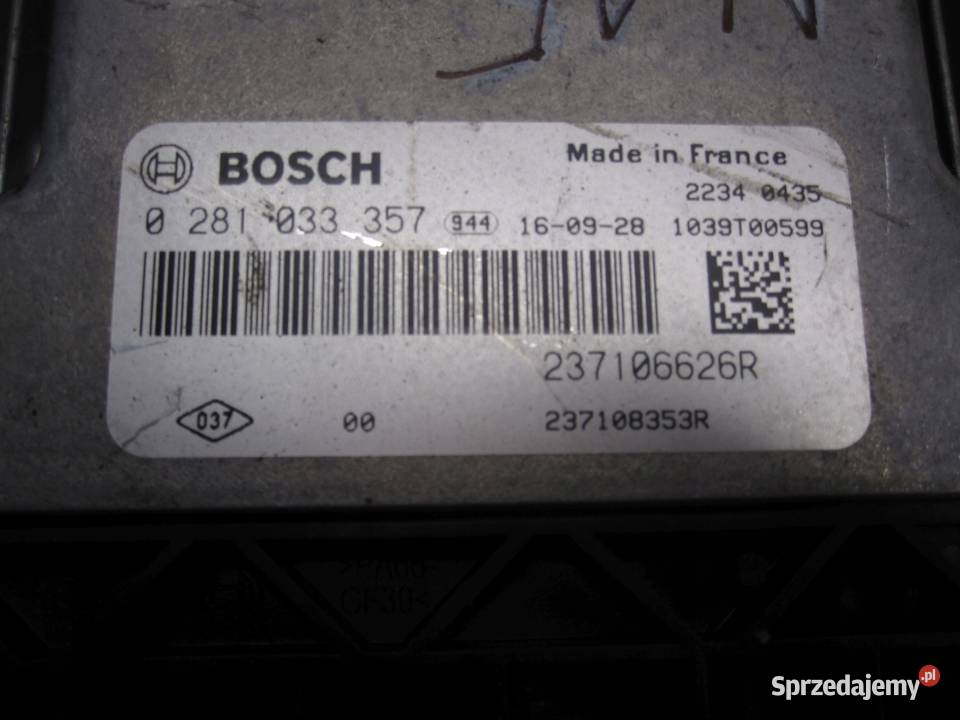 BOSCH
Made in France
2234 0435
0 281 033 357 944 16-09-28 1039T00599
237106626R
037 00 237108353R
GF30<
Sprzedajemy.pl